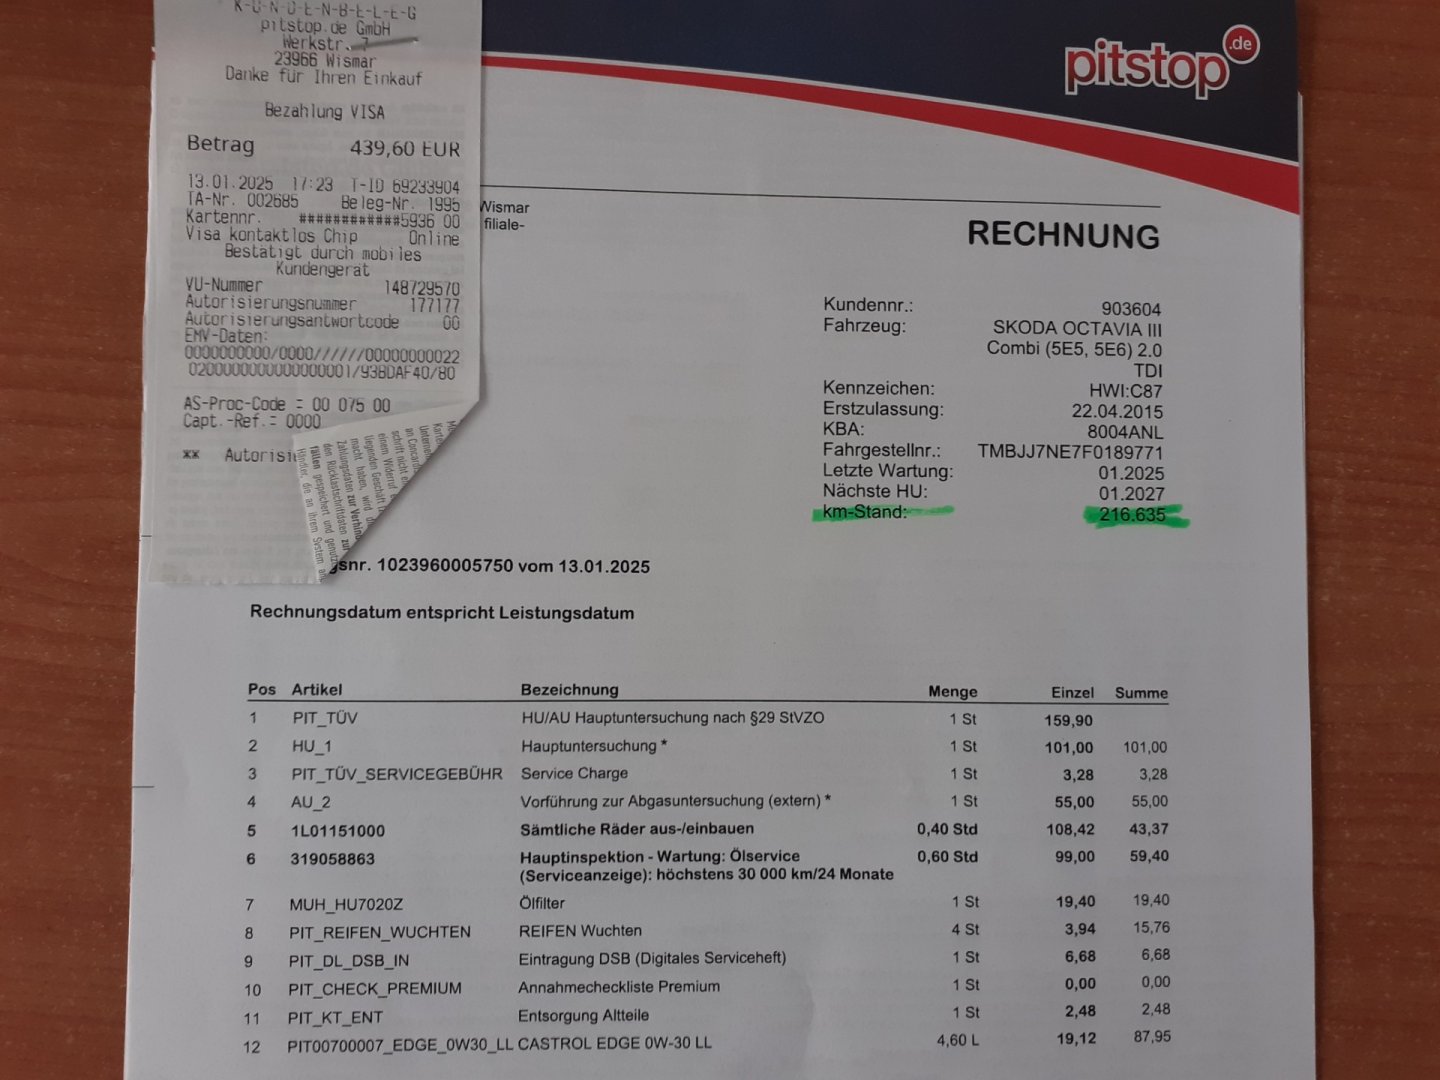 K-U-N-D-E-N-B-E-L-E-G
pitstop.de GmbH
Werkstr. 7
23966 Wismar
Danke für Ihren Einkauf
Bezahlung VISA
Betrag 439,60 EUR
13.01.2025 17:23 T-ID 69233904
TA-Nr. 002685 Beleg-Nr. 1995
Kartennr. ############5936 00
Visa kontaktlos Chip Online
Bestätigt durch mobiles
Kundengerät
VU-Nummer 148729570
Autorisierungsnummer 177177
Autorisierungsantwortcode 00
EMV-Daten:
0000000000/0000//////00000000022
0200000000000000001/938DAF40/80
AS-Proc-Code = 00 075 00
Capt.-Ref.= 0000
** Autorisi
pitstop.de
Wismar
filiale-
RECHNUNG
Kundennr.: 903604
Fahrzeug: SKODA OCTAVIA III
Combi (5E5, 5E6) 2.0
TDI
Kennzeichen: HWI:C87
Erstzulassung: 22.04.2015
KBA: 8004ANL
Fahrgestellnr.: TMBJJ7NE7F0189771
Letzte Wartung: 01.2025
Nächste HU: 01.2027
km-Stand: 216.635
gsnr. 1023960005750 vom 13.01.2025
Rechnungsdatum entspricht Leistungsdatum
Pos Artikel Bezeichnung Menge Einzel Summe
1 PIT_TÜV HU/AU Hauptuntersuchung nach §29 StVZO 1 St 159,90
2 HU_1 Hauptuntersuchung * 1 St 101,00 101,00
3 PIT_TÜV_SERVICEGEBÜHR Service Charge 1 St 3,28 3,28
4 AU_2 Vorführung zur Abgasuntersuchung (extern) * 1 St 55,00 55,00
5 1L01151000 Sämtliche Räder aus-/einbauen 0,40 Std 108,42 43,37
6 319058863 Hauptinspektion - Wartung: Ölservice 0,60 Std 99,00 59,40
(Serviceanzeige): höchstens 30 000 km/24 Monate
7 MUH_HU7020Z Ölfilter 1 St 19,40 19,40
8 PIT_REIFEN_WUCHTEN REIFEN Wuchten 4 St 3,94 15,76
9 PIT_DL_DSB_IN Eintragung DSB (Digitales Serviceheft) 1 St 6,68 6,68
10 PIT_CHECK_PREMIUM Annahmecheckliste Premium 1 St 0,00 0,00
11 PIT_KT_ENT Entsorgung Altteile 1 St 2,48 2,48
12 PIT00700007_EDGE_0W30_LL CASTROL EDGE 0W-30 LL 4,60 L 19,12 87,95